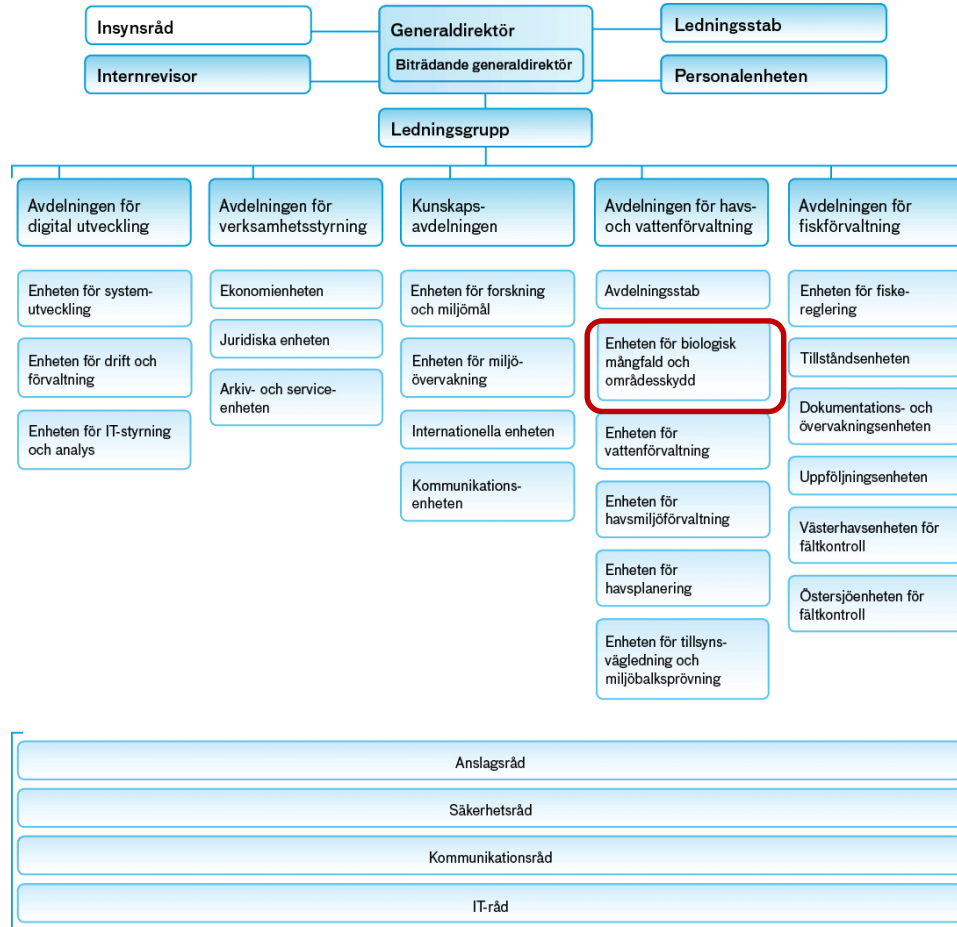 Insynsråd
Generaldirektör
Ledningsstab
Internrevisor
Biträdande generaldirektör
Personalenheten
Ledningsgrupp
Avdelningen för
digital utveckling
Enheten för system-
utveckling
Enheten för drift och
förvaltning
Enheten för IT-styrning
och analys
Avdelningen för
verksamhetsstyrning
Ekonomienheten
Juridiska enheten
Arkiv- och service-
enheten
Kunskaps-
avdelningen
Enheten för forskning
och miljömål
Enheten för miljö-
övervakning
Internationella enheten
Kommunikations-
enheten
Avdelningen för havs-
och vattenförvaltning
Avdelningsstab
Enheten för biologisk
mångfald och
områdesskydd
Enheten för
vattenförvaltning
Enheten för
havsmiljöförvaltning
Enheten för
havsplanering
Enheten för tillsyns-
vägledning och
miljöbalksprövning
Avdelningen för
fiskförvaltning
Enheten för fiske-
reglering
Tillståndsenheten
Dokumentations- och
övervakningsenheten
Uppföljningsenheten
Västerhavsenheten för
fältkontroll
Östersjöenheten för
fältkontroll
Anslagsråd
Säkerhetsråd
Kommunikationsråd
IT-råd